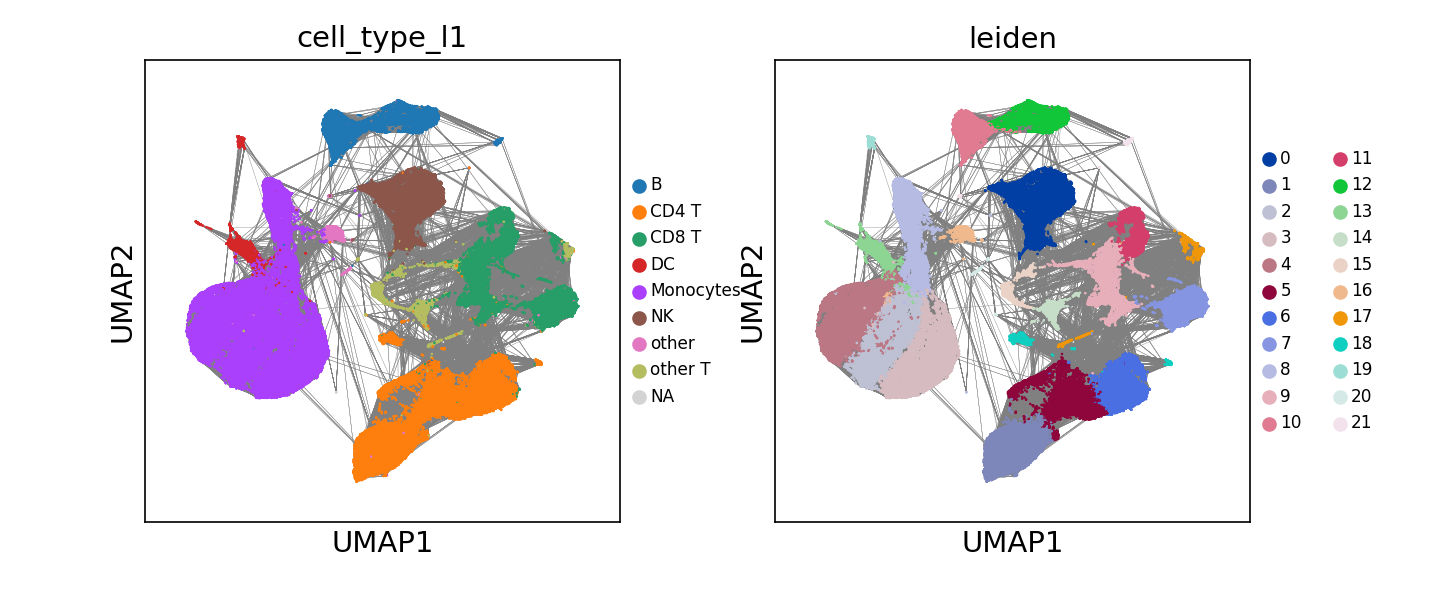 cell_type_l1
UMAP2
UMAP1
B
CD4 T
CD8 T
DC
Monocytes
NK
other
other T
NA
leiden
UMAP2
UMAP1
0
1
2
3
4
5
6
7
8
9
10
11
12
13
14
15
16
17
18
19
20
21